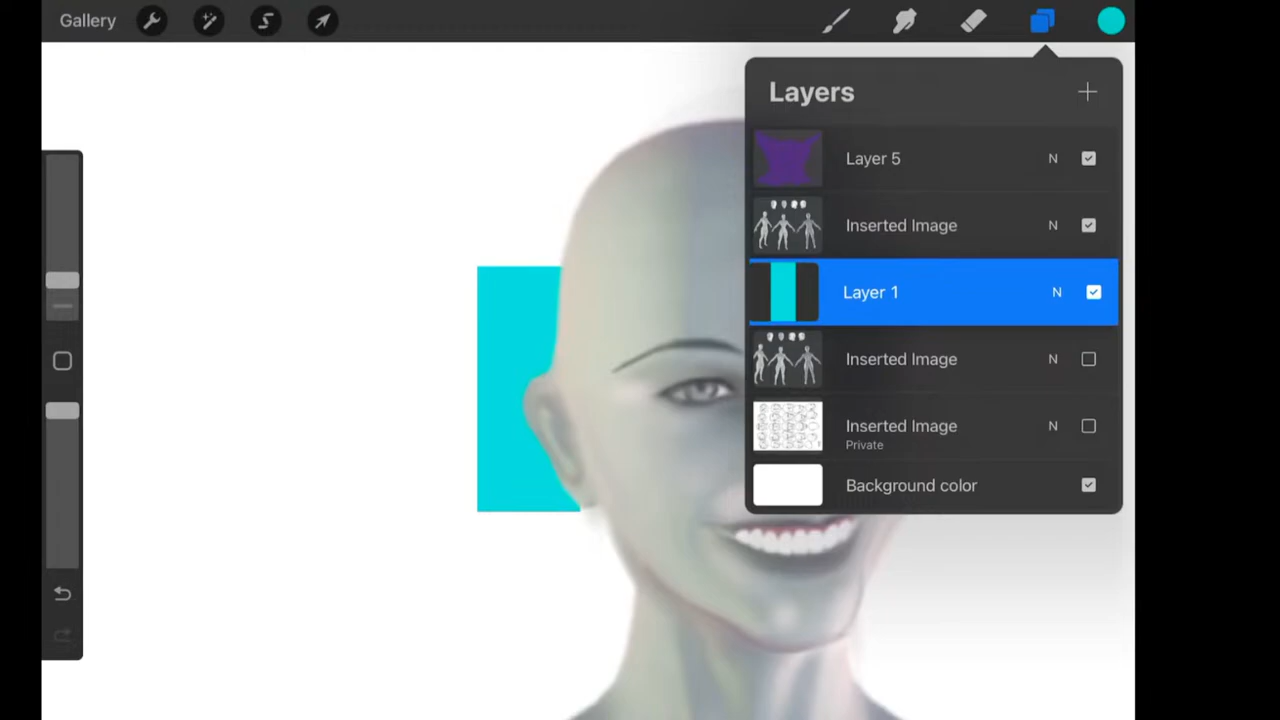 Gallery
Layers
Layer 5 N
Inserted Image N
Layer 1 N
Inserted Image N
Inserted Image N
Private
Background color